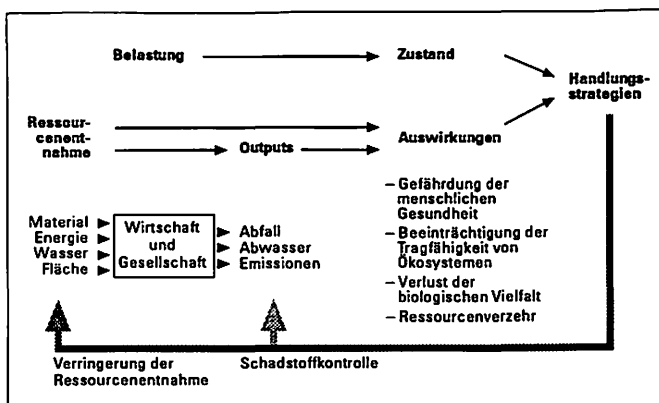 Belastung
Zustand
Handlungs-
strategien
Ressour-
cenent-
nahme
Outputs
Auswirkungen
– Gefährdung der
menschlichen
Gesundheit
– Beeinträchtigung der
Tragfähigkeit von
Ökosystemen
– Verlust der
biologischen Vielfalt
– Ressourcenverzehr
Material
Energie
Wasser
Fläche
Wirtschaft
und
Gesellschaft
Abfall
Abwasser
Emissionen
Verringerung der
Ressourcenentnahme
Schadstoffkontrolle